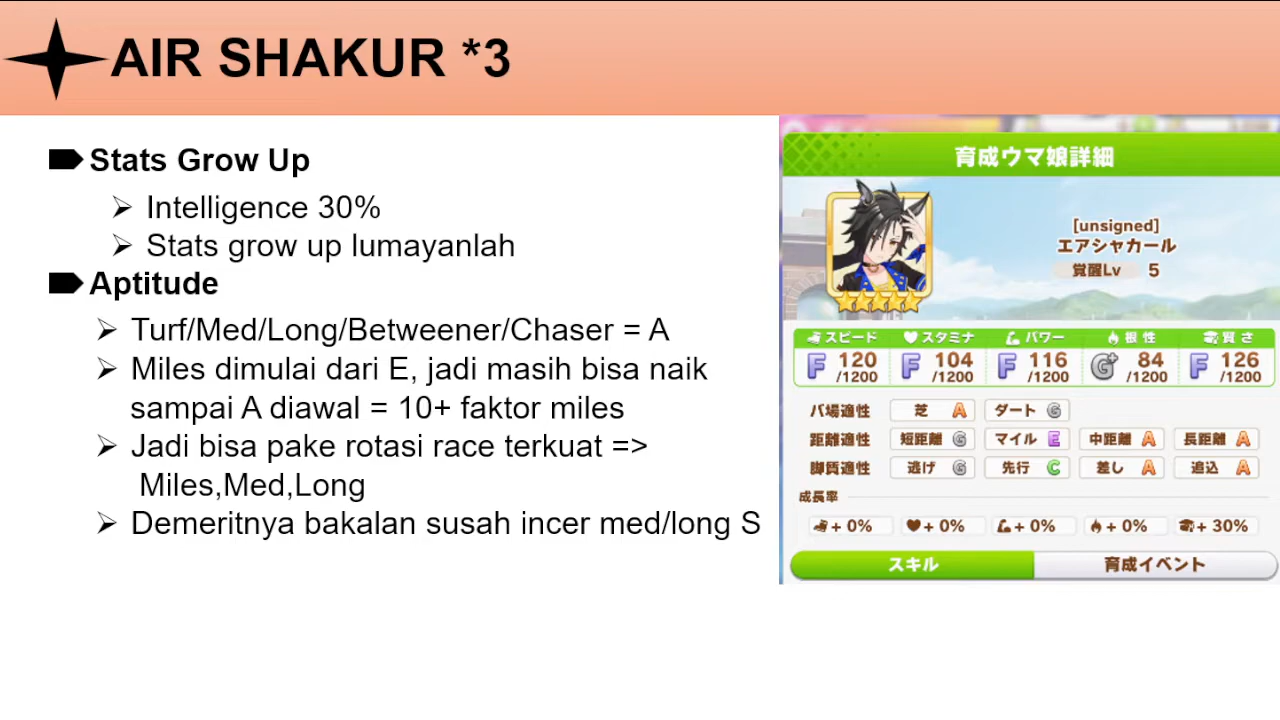 AIR SHAKUR *3
Stats Grow Up
Intelligence 30%
Stats grow up lumayanlah
Aptitude
Turf/Med/Long/Betweener/Chaser = A
Miles dimulai dari E, jadi masih bisa naik
sampai A diawal = 10+ faktor miles
Jadi bisa pake rotasi race terkuat =>
Miles,Med,Long
Demeritnya bakalan susah incer med/long S
育成ウマ娘詳細
[unsigned]
エアシャカール
覚醒Lv 5
スピード スタミナ パワー 根性 賢さ
F 120 F 104 F 116 G+ 84 F 126
/1200 /1200 /1200 /1200 /1200
バ場適性 芝 A ダート G
距離適性 短距離 G マイル E 中距離 A 長距離 A
脚質適性 逃げ G 先行 C 差し A 追込 A
成長率
+0% +0% +0% +0% +30%
スキル 育成イベント